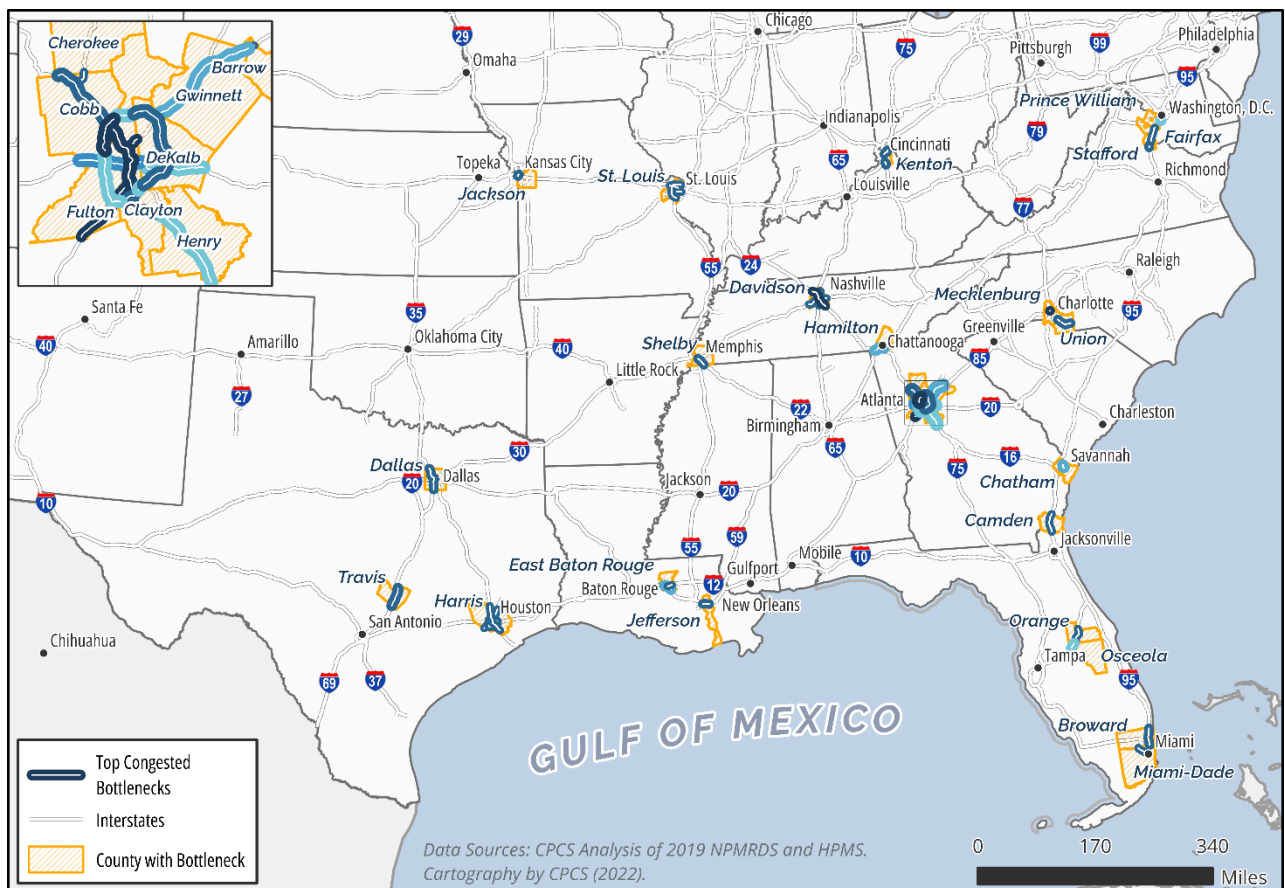 Cherokee
Barrow
Gwinnett
Cobb
DeKalb
Fulton
Clayton
Henry
Chicago
29
75
99
Philadelphia
Omaha
Pittsburgh
95
Prince William
Washington, D.C.
Indianapolis
79
Fairfax
Cincinnati
65
Kenton
Stafford
Topeka
Kansas City
St. Louis
St. Louis
Richmond
Jackson
Louisville
77
55
24
Raleigh
Davidson
Nashville
Mecklenburg
Charlotte
95
Santa Fe
35
Hamilton
Greenville
Union
40
Amarillo
Oklahoma City
40
Shelby
Memphis
Chattanooga
85
Little Rock
27
Atlanta
20
22
Birmingham
Charleston
65
30
Dallas
Dallas
20
75
16
Savannah
10
Jackson
20
Chatham
Camden
55
59
Jacksonville
East Baton Rouge
Mobile
10
Travis
Baton Rouge
12
Gulfport
Harris
Houston
New Orleans
San Antonio
Jefferson
Orange
Chihuahua
Tampa
Osceola
69
37
95
GULF OF MEXICO
Broward
Miami
Miami-Dade
Top Congested
Bottlenecks
Interstates
County with Bottleneck
Data Sources: CPCS Analysis of 2019 NPMRDS and HPMS.
Cartography by CPCS (2022).
0 170 340
Miles